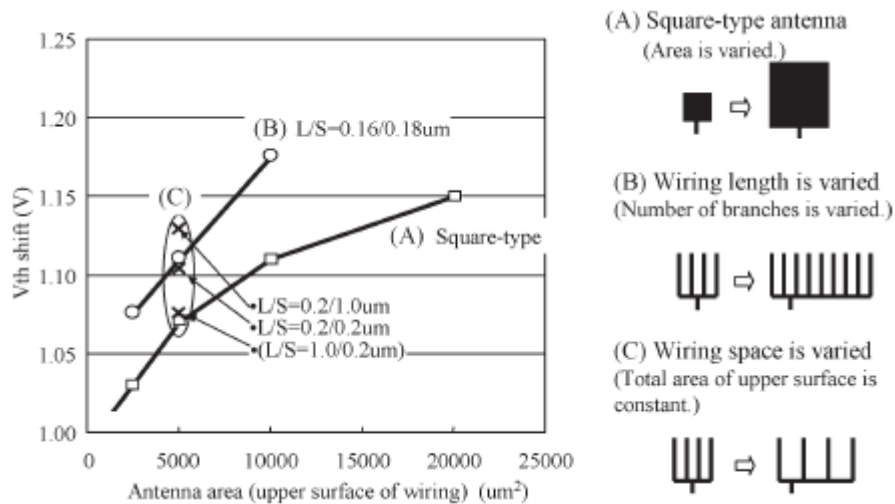 1.25
1.20
1.15
1.10
1.05
1.00
Vth shift (V)
0 5000 10000 15000 20000 25000
Antenna area (upper surface of wiring) (um²)
(B) L/S=0.16/0.18um
(C)
(A) Square-type
•L/S=0.2/1.0um
•L/S=0.2/0.2um
•(L/S=1.0/0.2um)
(A) Square-type antenna
(Area is varied.)
(B) Wiring length is varied
(Number of branches is varied.)
(C) Wiring space is varied
(Total area of upper surface is
constant.)